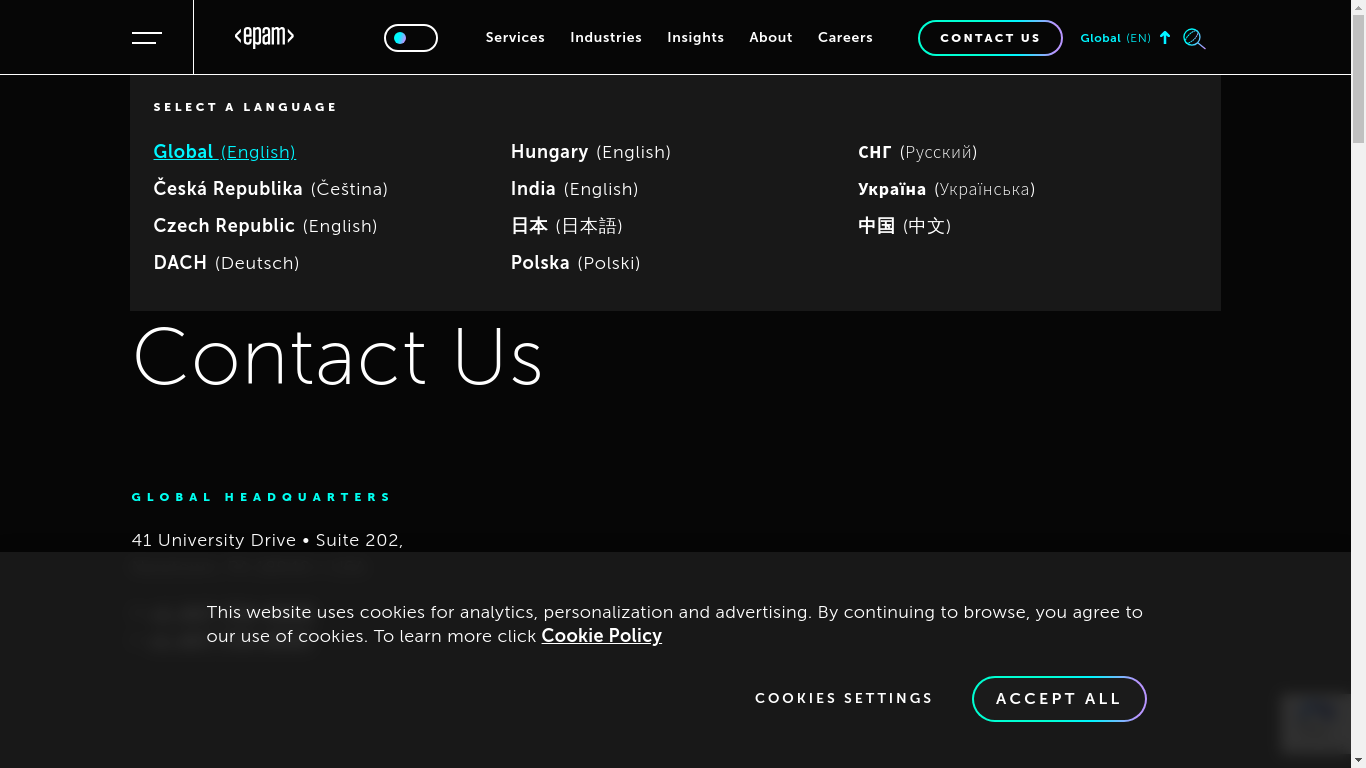 <epam>
Services Industries Insights About Careers CONTACT US Global (EN)
SELECT A LANGUAGE
Global (English) Hungary (English) СНГ (Русский)
Česká Republika (Čeština) India (English) Україна (Українська)
Czech Republic (English) 日本 (日本語) 中国 (中文)
DACH (Deutsch) Polska (Polski)
Contact Us
GLOBAL HEADQUARTERS
41 University Drive • Suite 202,
This website uses cookies for analytics, personalization and advertising. By continuing to browse, you agree to
our use of cookies. To learn more click Cookie Policy
COOKIES SETTINGS ACCEPT ALL